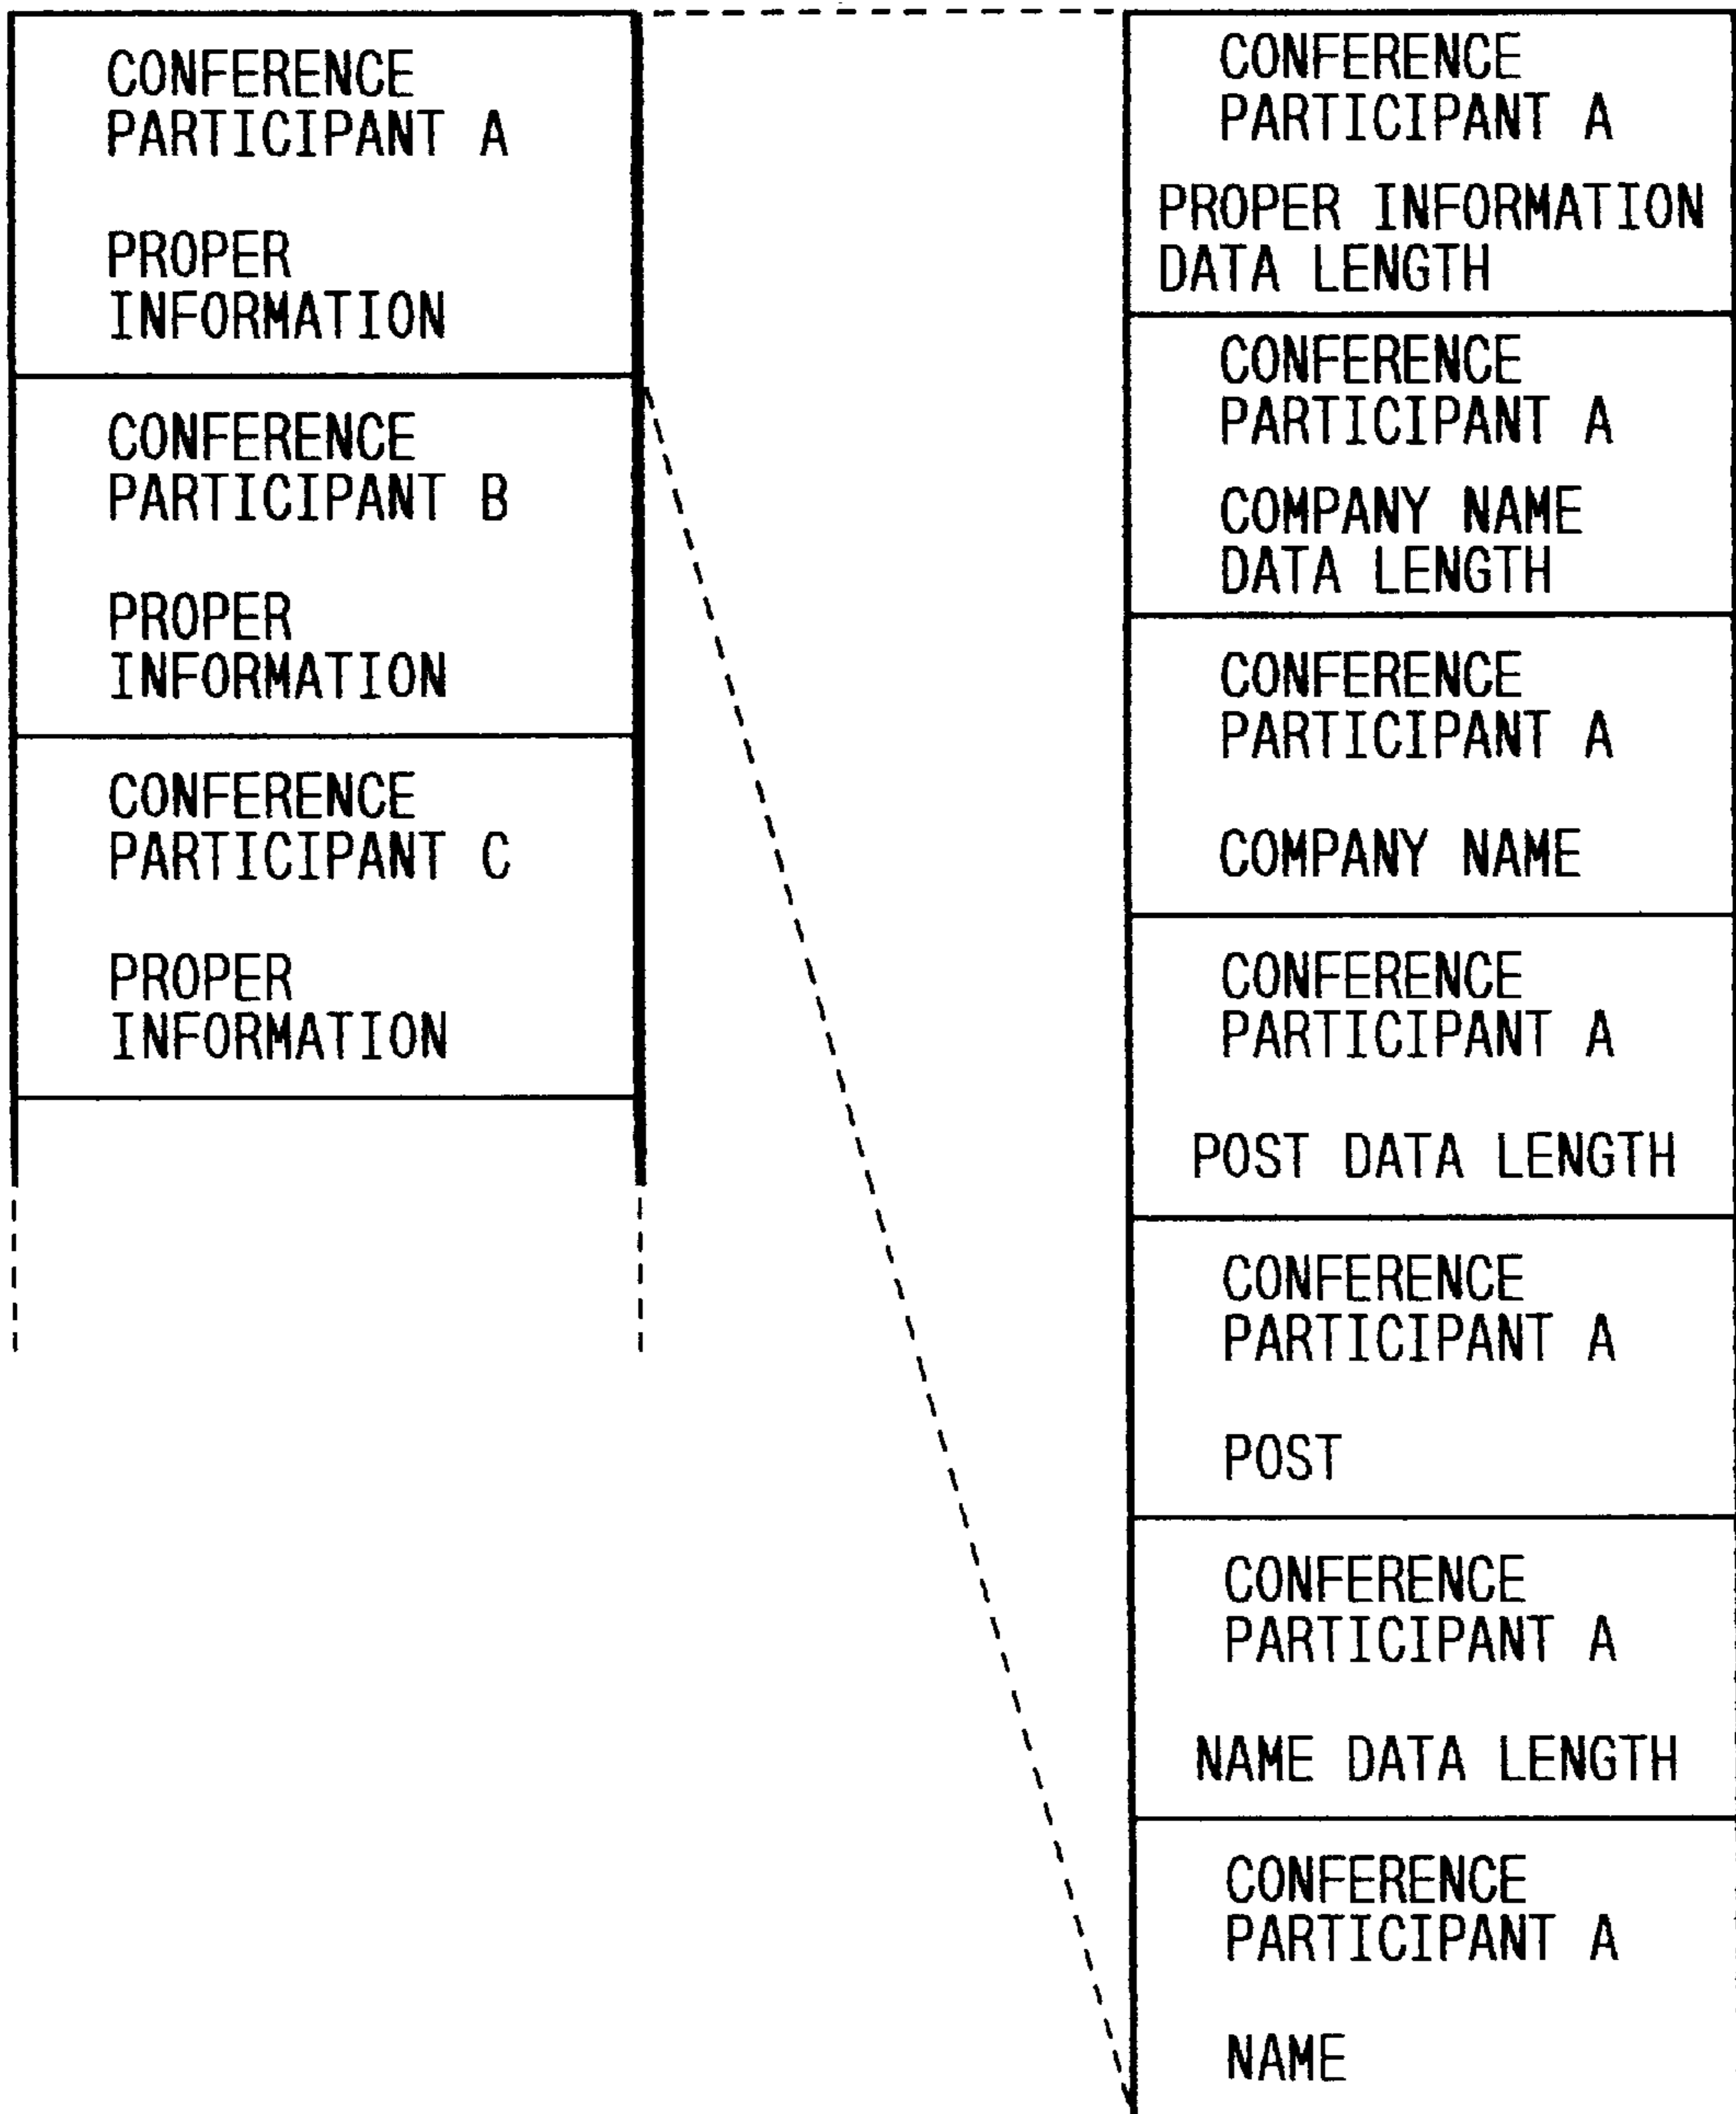 CONFERENCE
PARTICIPANT A
PROPER
INFORMATION
CONFERENCE
PARTICIPANT B
PROPER
INFORMATION
CONFERENCE
PARTICIPANT C
PROPER
INFORMATION
CONFERENCE
PARTICIPANT A
PROPER INFORMATION
DATA LENGTH
CONFERENCE
PARTICIPANT A
COMPANY NAME
DATA LENGTH
CONFERENCE
PARTICIPANT A
COMPANY NAME
CONFERENCE
PARTICIPANT A
POST DATA LENGTH
CONFERENCE
PARTICIPANT A
POST
CONFERENCE
PARTICIPANT A
NAME DATA LENGTH
CONFERENCE
PARTICIPANT A
NAME